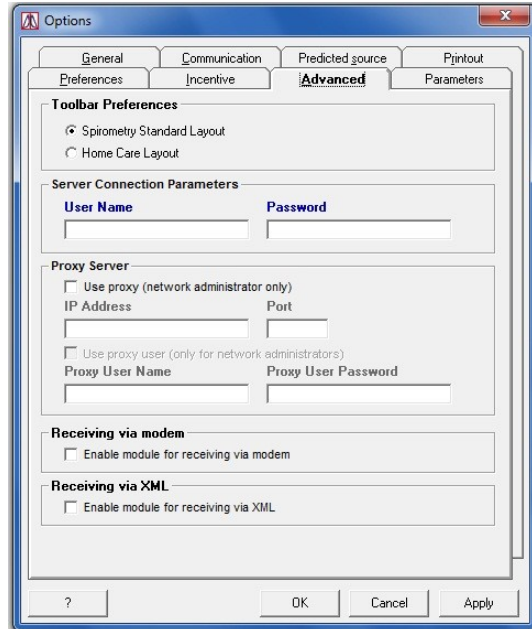 Options
General Communication Predicted source Printout
Preferences Incentive Advanced Parameters
Toolbar Preferences
Spirometry Standard Layout
Home Care Layout
Server Connection Parameters
User Name Password
Proxy Server
Use proxy (network administrator only)
IP Address Port
Use proxy user (only for network administrators)
Proxy User Name Proxy User Password
Receiving via modem
Enable module for receiving via modem
Receiving via XML
Enable module for receiving via XML
? OK Cancel Apply